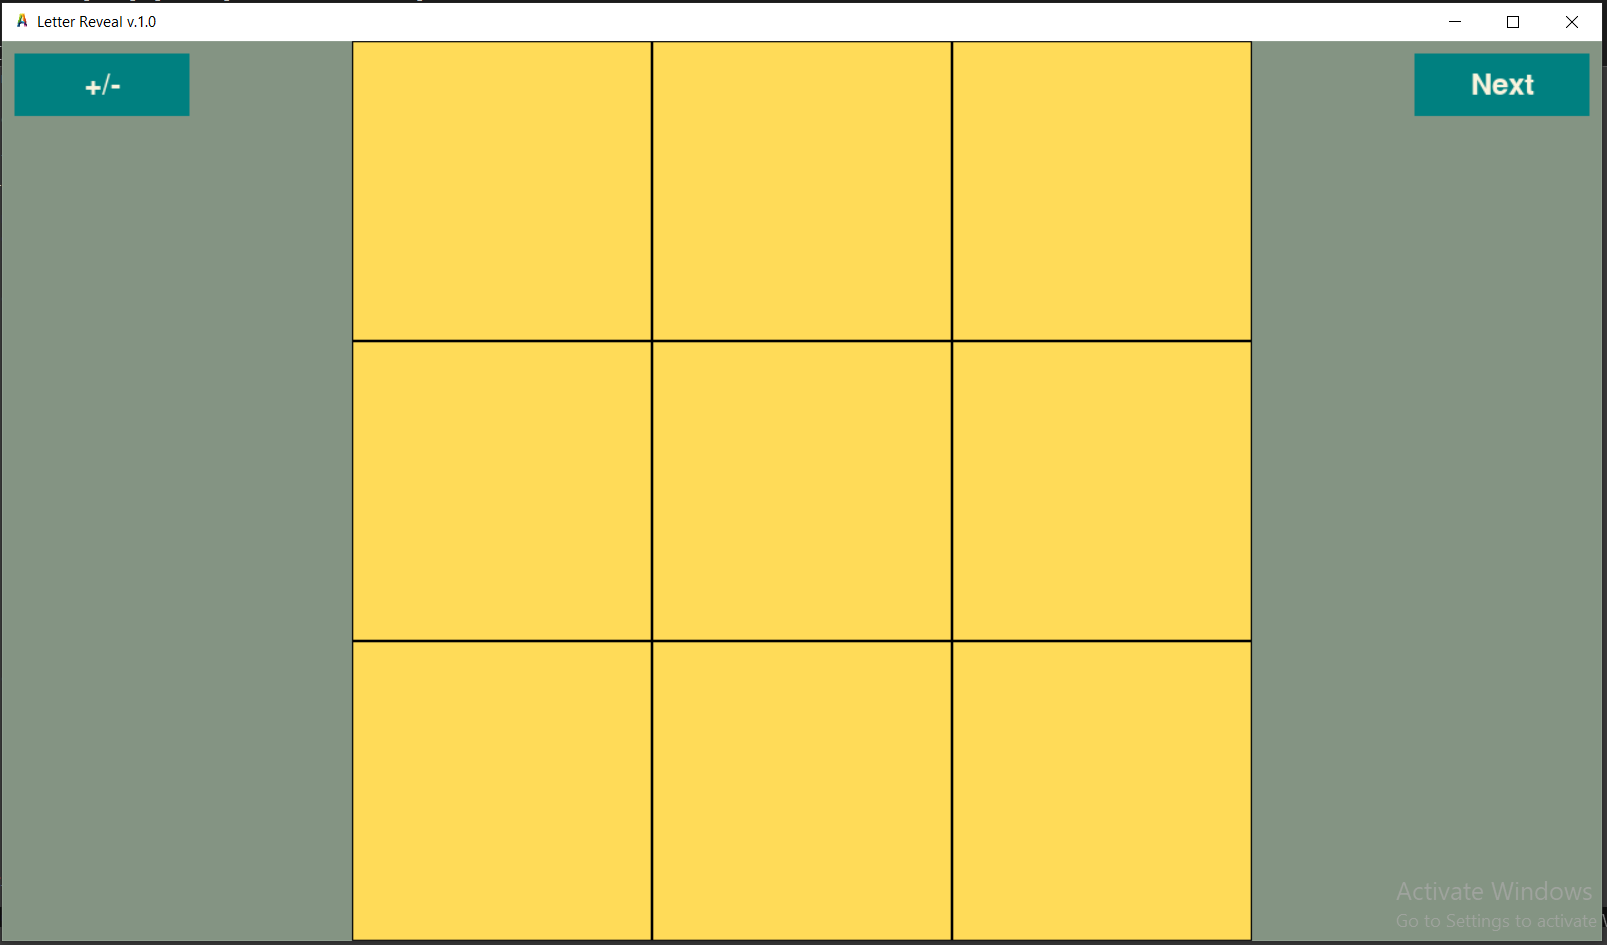 Letter Reveal v.1.0
+/-
Next
Activate Windows
Go to Settings to activate